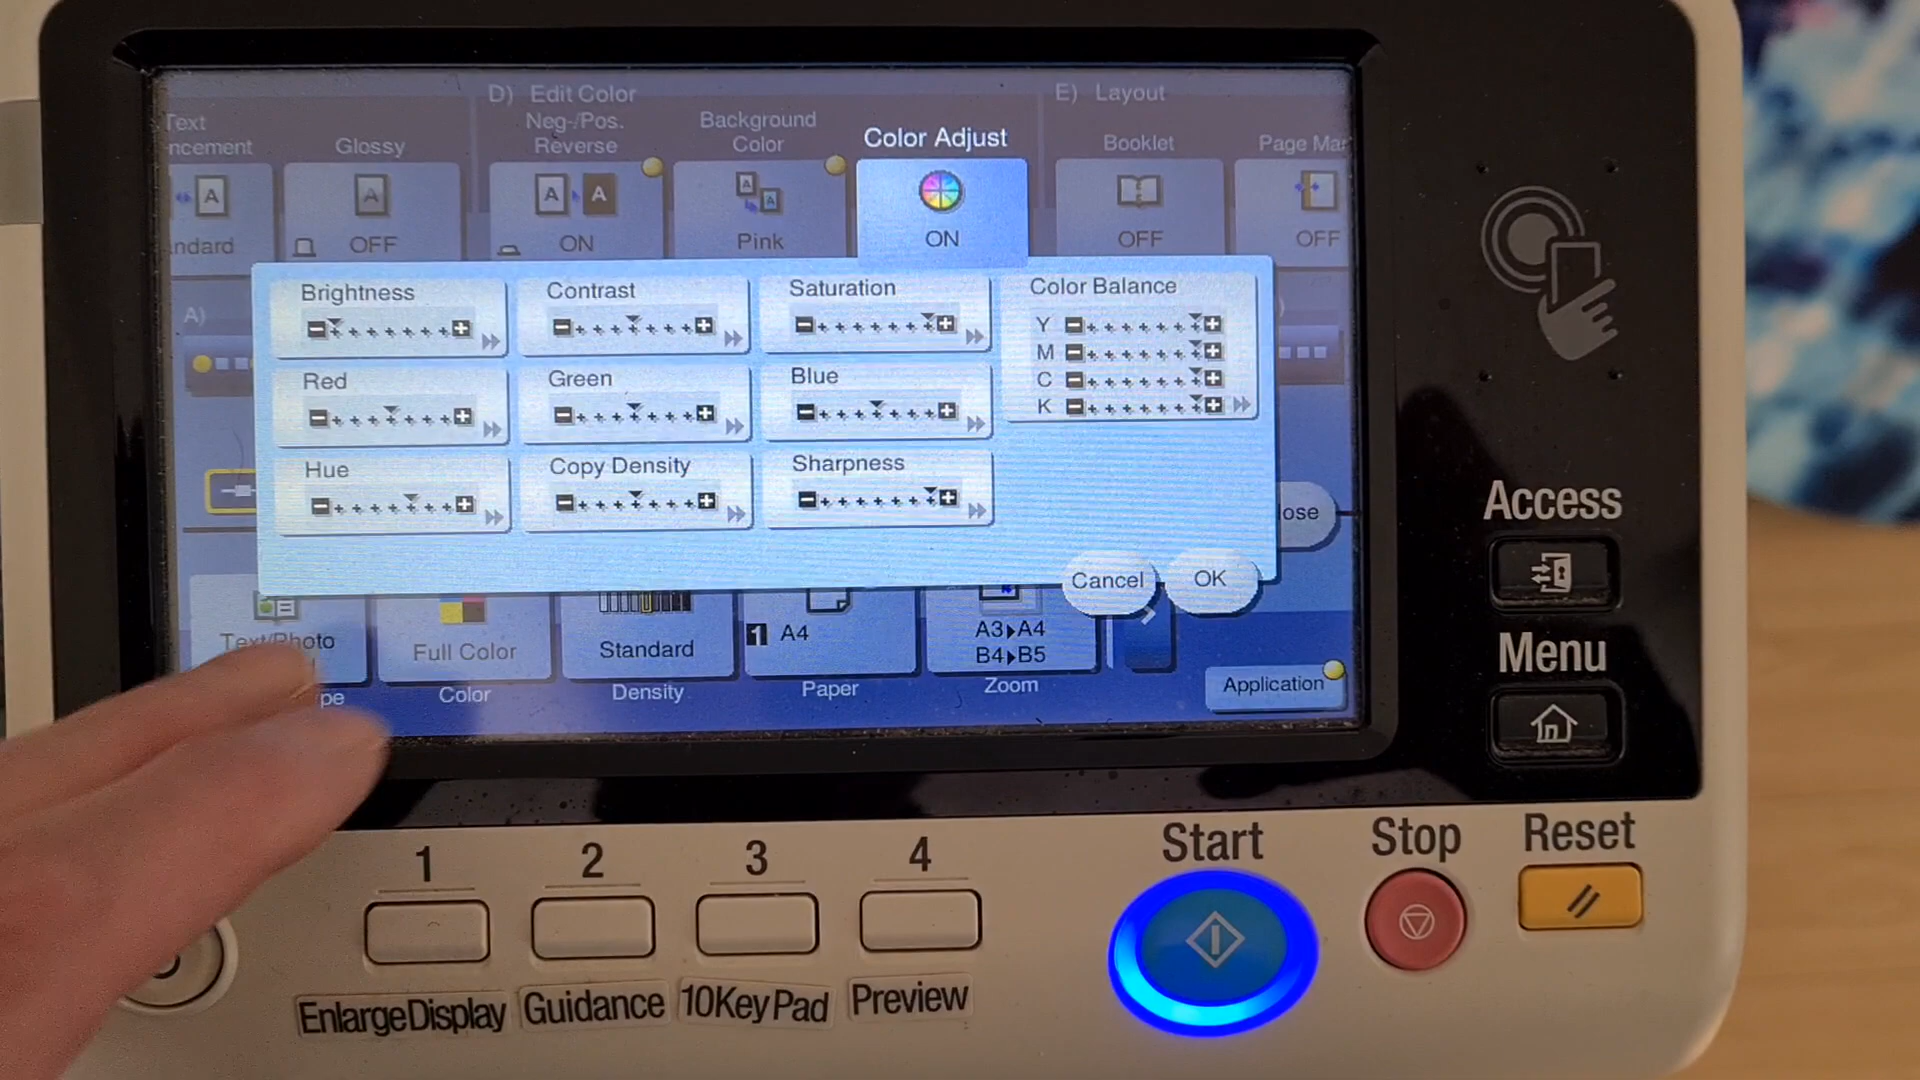 D) Edit Color
E) Layout
Text
ncement
Glossy
Neg-/Pos.
Reverse
Background
Color
Color Adjust
Booklet
Page Mar
A
A
A A
A
A
ndard
OFF
ON
Pink
ON
OFF
OFF
A)
Brightness
Contrast
Saturation
Color Balance
Y
M
C
K
Red
Green
Blue
Hue
Copy Density
Sharpness
ose
Cancel
OK
Text/Photo
Full Color
Standard
1 A4
A3▶A4
B4▶B5
pe
Color
Density
Paper
Zoom
Application
Access
Menu
1 2 3 4
Start
Stop
Reset
EnlargeDisplay
Guidance
10Key Pad
Preview